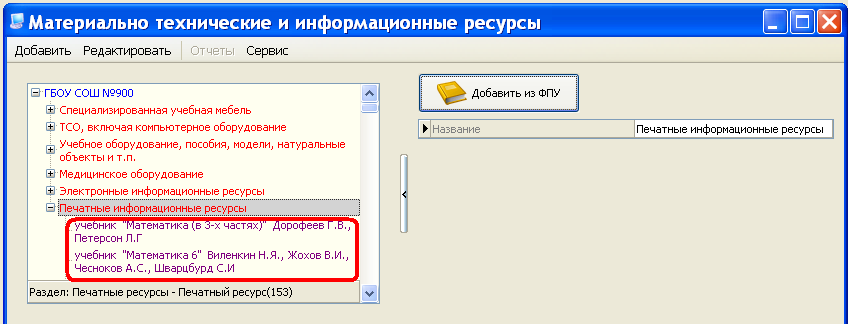 Материально технические и информационные ресурсы
Добавить Редактировать Отчеты Сервис
ГБОУ СОШ №900
Специализированная учебная мебель
ТСО, включая компьютерное оборудование
Учебное оборудование, пособия, модели, натуральные
объекты и т.п.
Медицинское оборудование
Электронные информационные ресурсы
Печатные информационные ресурсы
учебник "Математика (в 3-х частях)" Дорофеев Г.В.,
Петерсон Л.Г
учебник "Математика 6" Виленкин Н.Я., Жохов В.И.,
Чесноков А.С., Шварцбурд С.И
Раздел: Печатные ресурсы - Печатный ресурс(153)
Добавить из ФПУ
Название Печатные информационные ресурсы